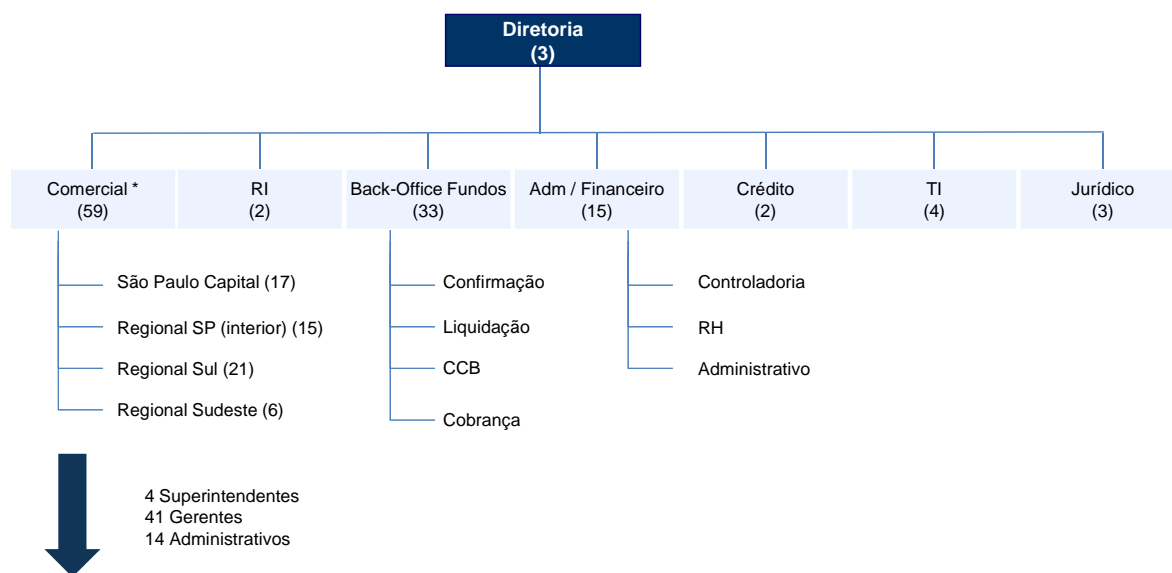 Diretoria
(3)
Comercial *
(59)
RI
(2)
Back-Office Fundos
(33)
Adm / Financeiro
(15)
Crédito
(2)
TI
(4)
Jurídico
(3)
São Paulo Capital (17)
Regional SP (interior) (15)
Regional Sul (21)
Regional Sudeste (6)
Confirmação
Liquidação
CCB
Cobrança
Controladoria
RH
Administrativo
4 Superintendentes
41 Gerentes
14 Administrativos